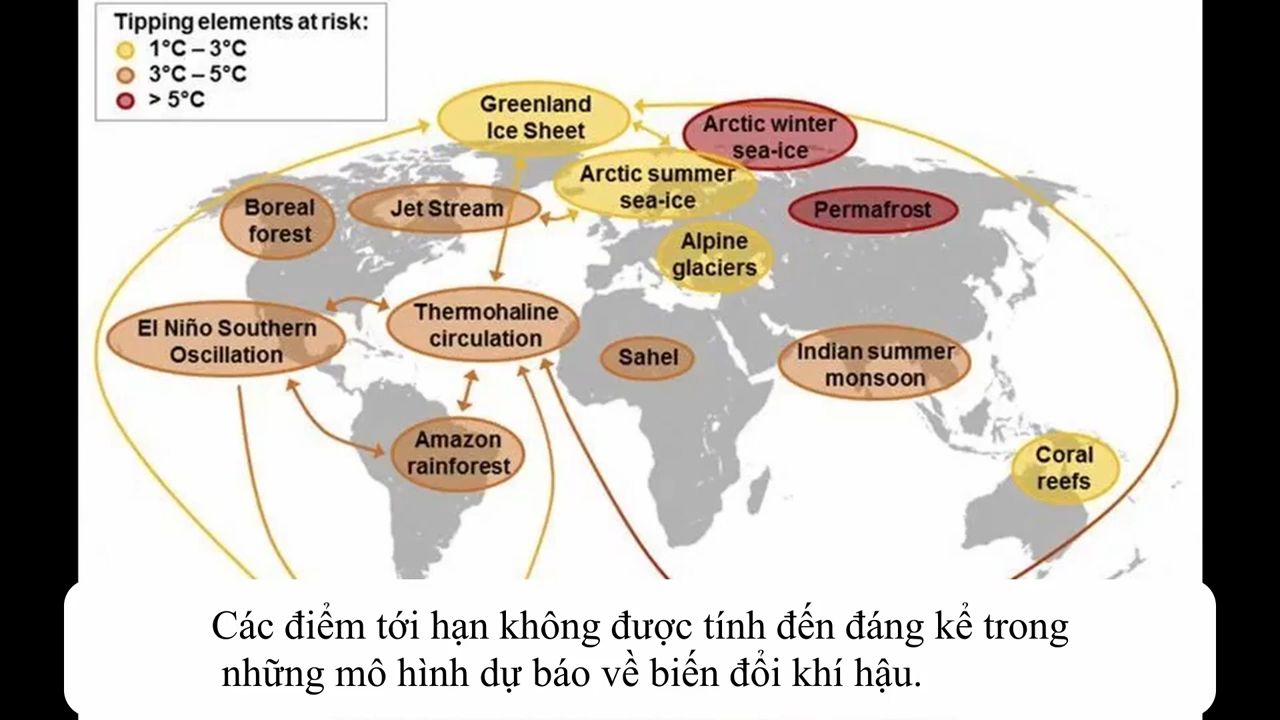 Tipping elements at risk:
1°C – 3°C
3°C – 5°C
> 5°C
Greenland
Ice Sheet
Arctic winter
sea-ice
Arctic summer
sea-ice
Boreal
forest
Jet Stream
Permafrost
Alpine
glaciers
El Niño Southern
Oscillation
Thermohaline
circulation
Sahel
Indian summer
monsoon
Amazon
rainforest
Coral
reefs
Các điểm tới hạn không được tính đến đáng kể trong
những mô hình dự báo về biến đổi khí hậu.